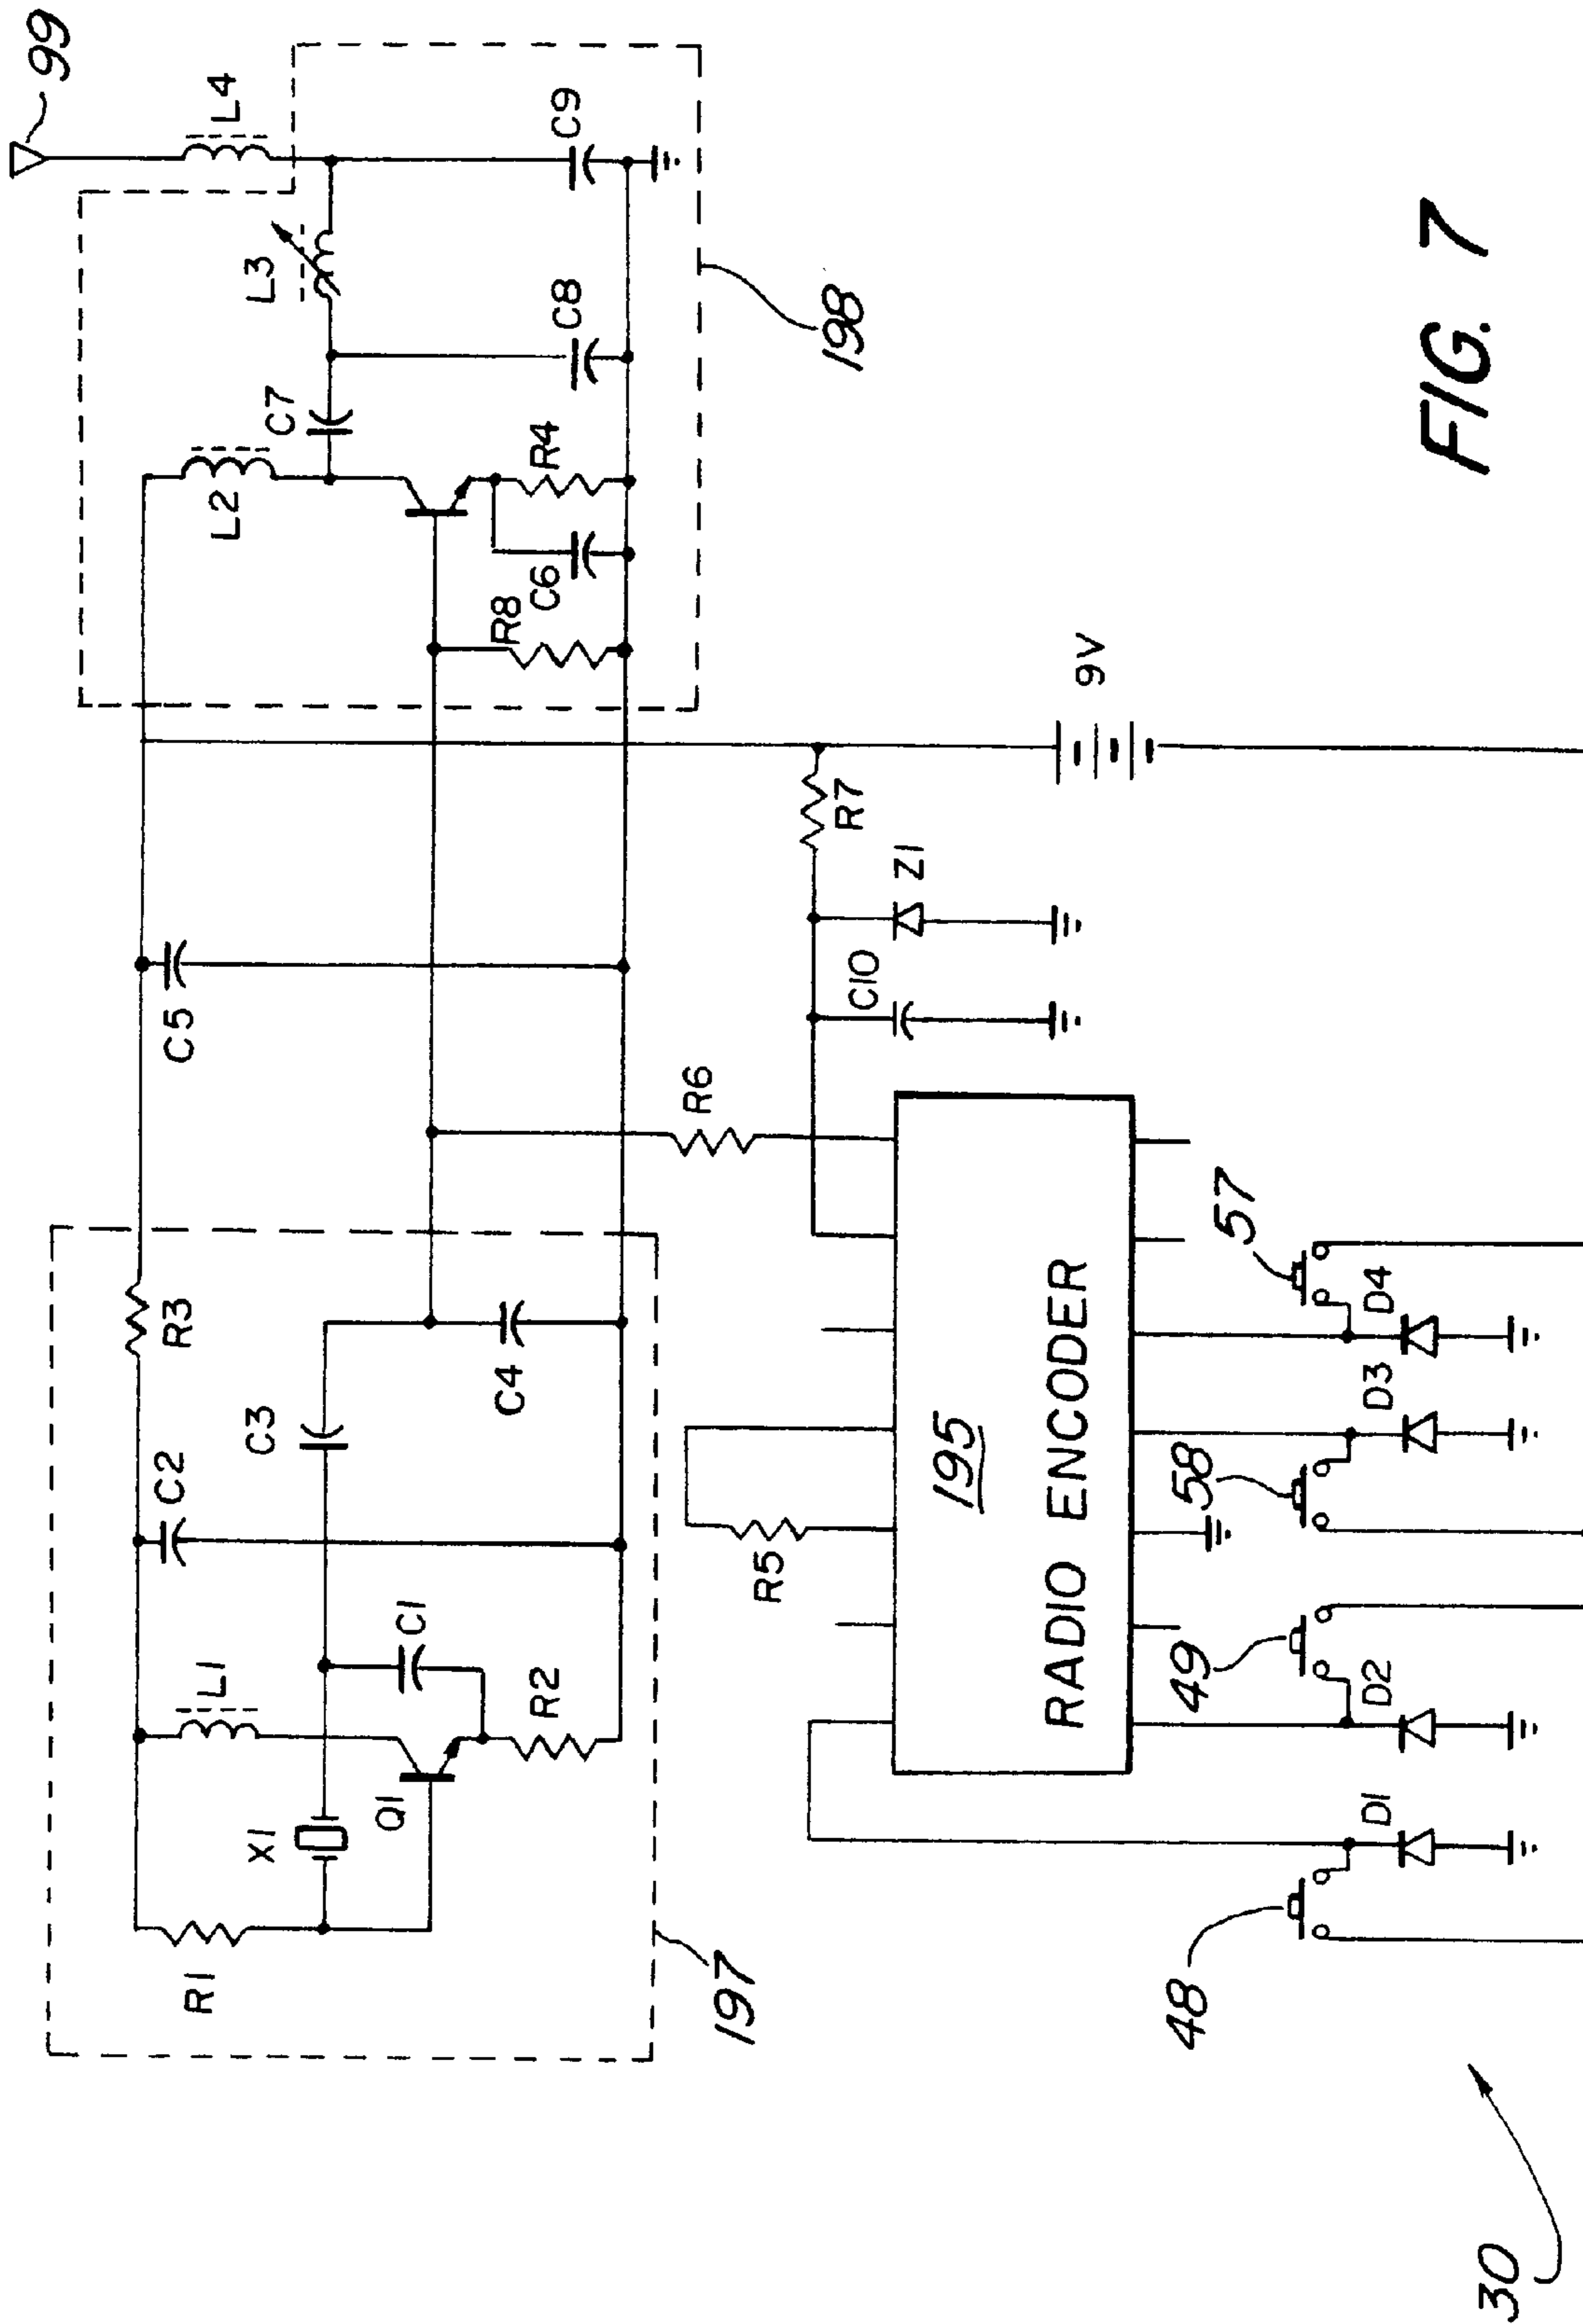 99
L4
L3
L2
C7
C8
C9
R4
C6
R8
198
C5
R3
C2
C3
C4
L1
C1
X1
Q1
R2
R1
197
R6
R7
9V
Z1
C10
R5
195
RADIO ENCODER
57
D4
D3
58
49
D2
D1
48
30
FIG. 7